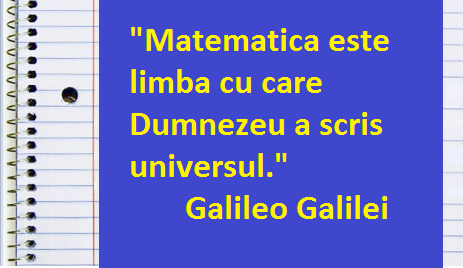 "Matematica este
limba cu care
Dumnezeu a scris
universul."
Galileo Galilei